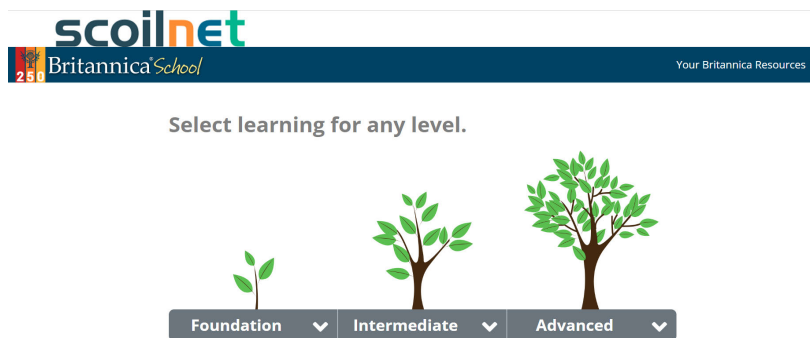 scoilnet
250 Britannica® School
Your Britannica Resources
Select learning for any level.
Foundation
Intermediate
Advanced